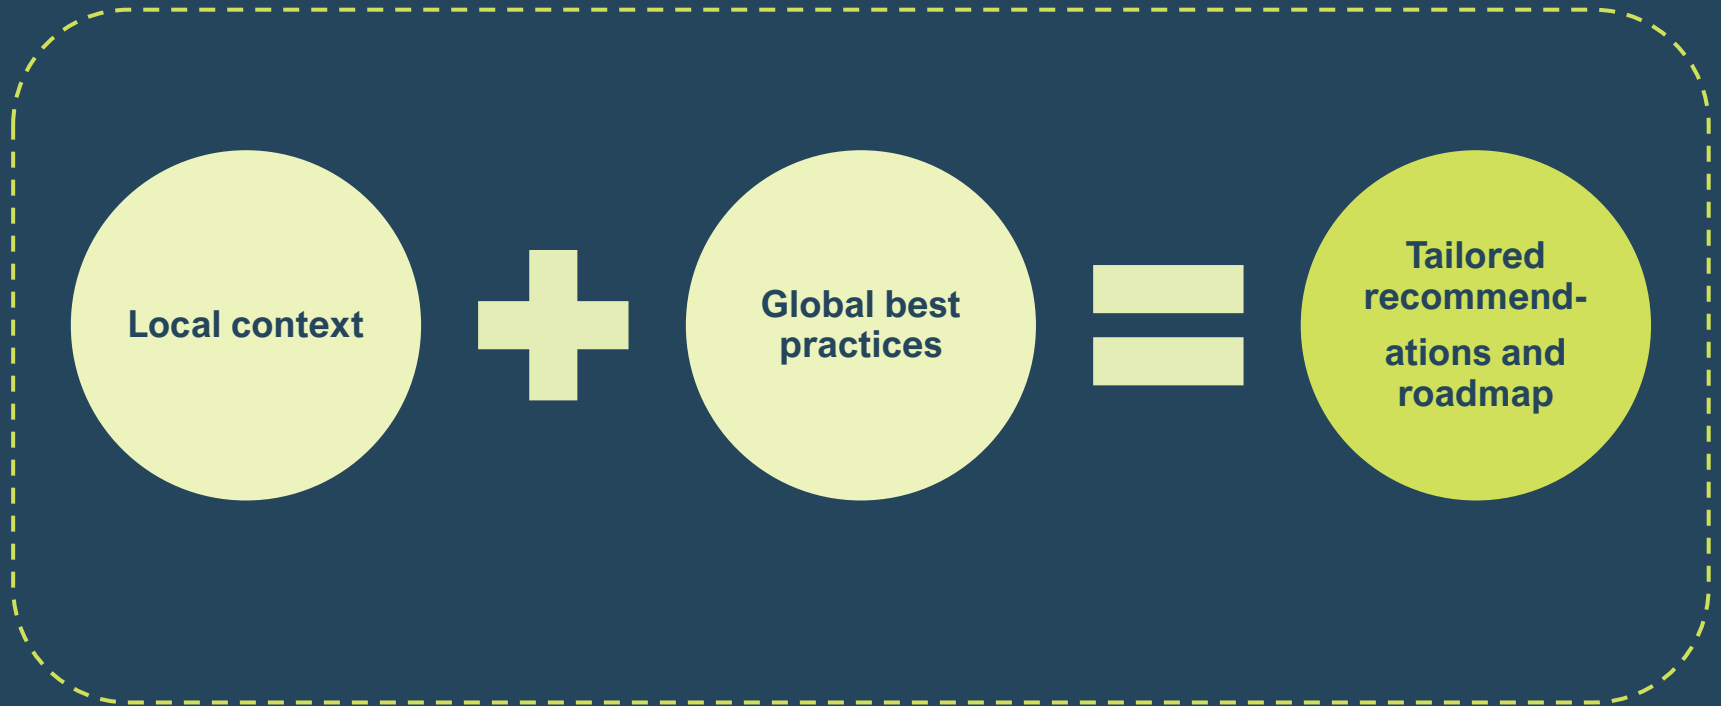 Local context
Global best
practices
Tailored
recommend-
ations and
roadmap